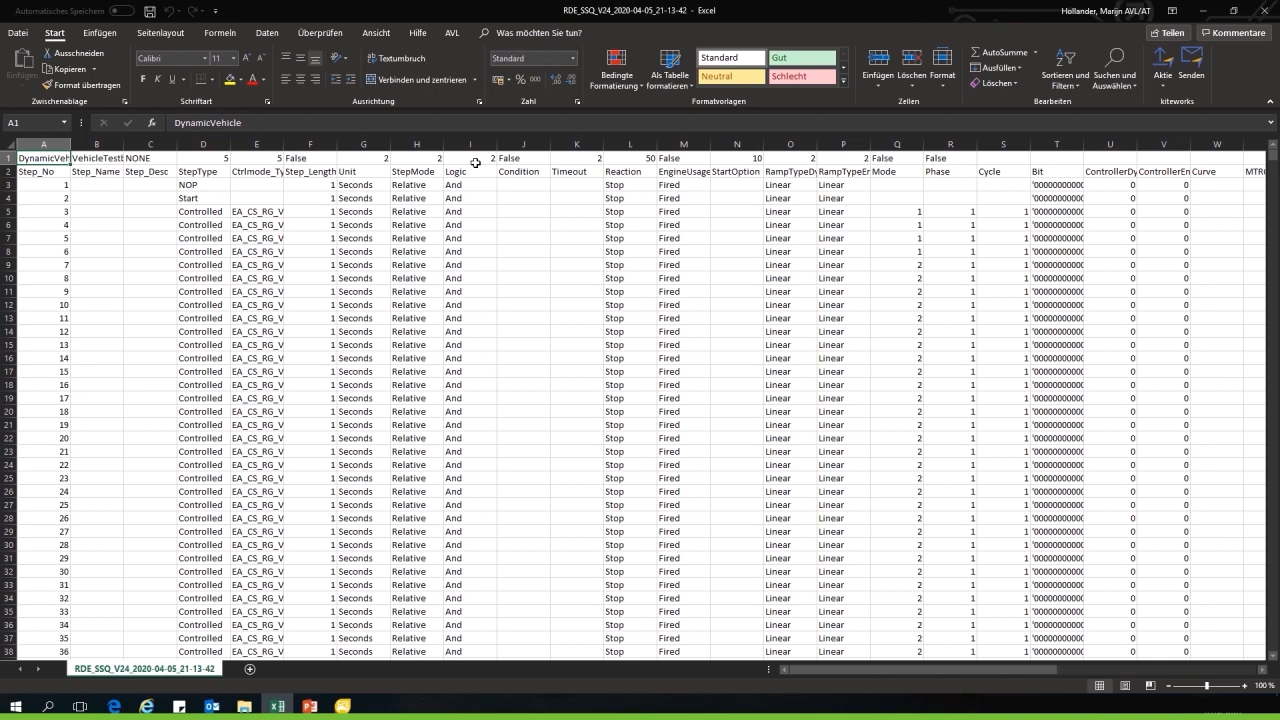 Automatisches Speichern
RDE_SSQ_V24_2020-04-05_21-13-42 - Excel
Hollander, Marijn AVL/AT
Datei Start Einfügen Seitenlayout Formeln Daten Überprüfen Ansicht Hilfe AVL Was möchten Sie tun? Teilen Kommentare
Einfügen
Ausschneiden
Kopieren
Format übertragen
Zwischenablage
Calibri 11
F K U
Schriftart
Textumbruch
Verbinden und zentrieren
Ausrichtung
Standard
% 000
Zahl
Bedingte Formatierung
Als Tabelle formatieren
Standard Gut
Neutral Schlecht
Formatvorlagen
Einfügen Löschen Format
Zellen
AutoSumme
Ausfüllen
Löschen
Sortieren und Filtern
Suchen und Auswählen
Bearbeiten
Aktie Senden
kiteworks
A1 fx DynamicVehicle
A B C D E F G H I J K L M N O P Q R S T U V W
1 DynamicVeh VehicleTestb NONE 5 5 False 2 2 2 False 2 50 False 10 2 2 False False
2 Step_No Step_Name Step_Desc StepType Ctrlmode_Ty Step_Length Unit StepMode Logic Condition Timeout Reaction EngineUsage StartOption RampTypeDy RampTypeEr Mode Phase Cycle Bit ControllerDy ControllerEn Curve MTR
3 1 NOP 1 Seconds Relative And Stop Fired Linear Linear '0000000000 0 0
4 2 Start 1 Seconds Relative And Stop Fired Linear Linear '0000000000 0 0
5 3 Controlled EA_CS_RG_V 1 Seconds Relative And Stop Fired Linear Linear 1 1 1 '0000000000 0 0
6 4 Controlled EA_CS_RG_V 1 Seconds Relative And Stop Fired Linear Linear 1 1 1 '0000000000 0 0
7 5 Controlled EA_CS_RG_V 1 Seconds Relative And Stop Fired Linear Linear 1 1 1 '0000000000 0 0
8 6 Controlled EA_CS_RG_V 1 Seconds Relative And Stop Fired Linear Linear 1 1 1 '0000000000 0 0
9 7 Controlled EA_CS_RG_V 1 Seconds Relative And Stop Fired Linear Linear 2 1 1 '0000000000 0 0
10 8 Controlled EA_CS_RG_V 1 Seconds Relative And Stop Fired Linear Linear 2 1 1 '0000000000 0 0
11 9 Controlled EA_CS_RG_V 1 Seconds Relative And Stop Fired Linear Linear 2 1 1 '0000000000 0 0
12 10 Controlled EA_CS_RG_V 1 Seconds Relative And Stop Fired Linear Linear 2 1 1 '0000000000 0 0
13 11 Controlled EA_CS_RG_V 1 Seconds Relative And Stop Fired Linear Linear 2 1 1 '0000000000 0 0
14 12 Controlled EA_CS_RG_V 1 Seconds Relative And Stop Fired Linear Linear 2 1 1 '0000000000 0 0
15 13 Controlled EA_CS_RG_V 1 Seconds Relative And Stop Fired Linear Linear 2 1 1 '0000000000 0 0
16 14 Controlled EA_CS_RG_V 1 Seconds Relative And Stop Fired Linear Linear 2 1 1 '0000000000 0 0
17 15 Controlled EA_CS_RG_V 1 Seconds Relative And Stop Fired Linear Linear 2 1 1 '0000000000 0 0
18 16 Controlled EA_CS_RG_V 1 Seconds Relative And Stop Fired Linear Linear 2 1 1 '0000000000 0 0
19 17 Controlled EA_CS_RG_V 1 Seconds Relative And Stop Fired Linear Linear 2 1 1 '0000000000 0 0
20 18 Controlled EA_CS_RG_V 1 Seconds Relative And Stop Fired Linear Linear 2 1 1 '0000000000 0 0
21 19 Controlled EA_CS_RG_V 1 Seconds Relative And Stop Fired Linear Linear 2 1 1 '0000000000 0 0
22 20 Controlled EA_CS_RG_V 1 Seconds Relative And Stop Fired Linear Linear 2 1 1 '0000000000 0 0
23 21 Controlled EA_CS_RG_V 1 Seconds Relative And Stop Fired Linear Linear 2 1 1 '0000000000 0 0
24 22 Controlled EA_CS_RG_V 1 Seconds Relative And Stop Fired Linear Linear 2 1 1 '0000000000 0 0
25 23 Controlled EA_CS_RG_V 1 Seconds Relative And Stop Fired Linear Linear 2 1 1 '0000000000 0 0
26 24 Controlled EA_CS_RG_V 1 Seconds Relative And Stop Fired Linear Linear 2 1 1 '0000000000 0 0
27 25 Controlled EA_CS_RG_V 1 Seconds Relative And Stop Fired Linear Linear 2 1 1 '0000000000 0 0
28 26 Controlled EA_CS_RG_V 1 Seconds Relative And Stop Fired Linear Linear 2 1 1 '0000000000 0 0
29 27 Controlled EA_CS_RG_V 1 Seconds Relative And Stop Fired Linear Linear 2 1 1 '0000000000 0 0
30 28 Controlled EA_CS_RG_V 1 Seconds Relative And Stop Fired Linear Linear 2 1 1 '0000000000 0 0
31 29 Controlled EA_CS_RG_V 1 Seconds Relative And Stop Fired Linear Linear 2 1 1 '0000000000 0 0
32 30 Controlled EA_CS_RG_V 1 Seconds Relative And Stop Fired Linear Linear 2 1 1 '0000000000 0 0
33 31 Controlled EA_CS_RG_V 1 Seconds Relative And Stop Fired Linear Linear 2 1 1 '0000000000 0 0
34 32 Controlled EA_CS_RG_V 1 Seconds Relative And Stop Fired Linear Linear 2 1 1 '0000000000 0 0
35 33 Controlled EA_CS_RG_V 1 Seconds Relative And Stop Fired Linear Linear 2 1 1 '0000000000 0 0
36 34 Controlled EA_CS_RG_V 1 Seconds Relative And Stop Fired Linear Linear 2 1 1 '0000000000 0 0
37 35 Controlled EA_CS_RG_V 1 Seconds Relative And Stop Fired Linear Linear 2 1 1 '0000000000 0 0
38 36 Controlled EA_CS_RG_V 1 Seconds Relative And Stop Fired Linear Linear 2 1 1 '0000000000 0 0
RDE_SSQ_V24_2020-04-05_21-13-42
100 %